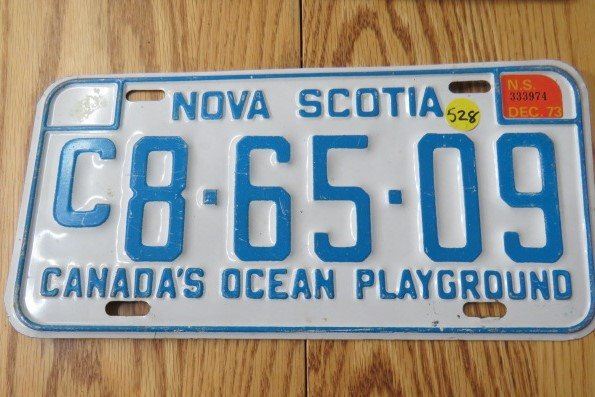 NOVA SCOTIA
528
N.S.
333974
DEC. 73
C8·65·09
CANADA'S OCEAN PLAYGROUND